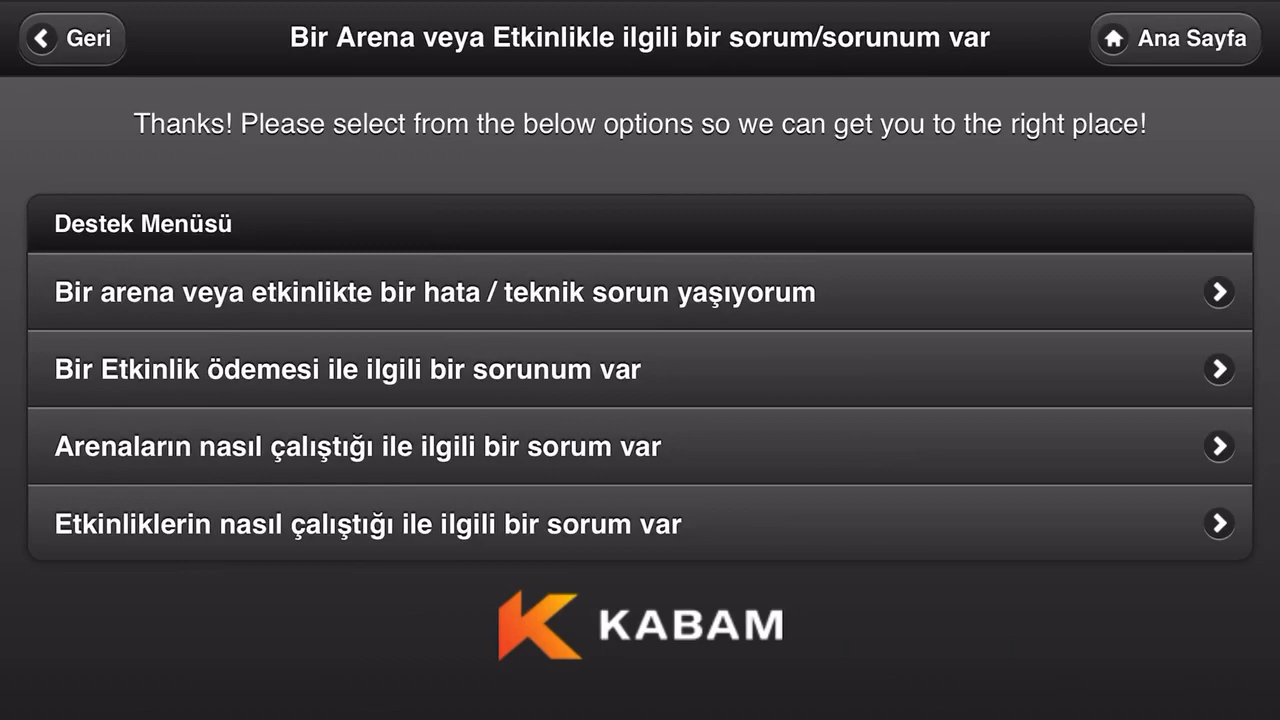 Geri
Bir Arena veya Etkinlikle ilgili bir sorum/sorunum var
Ana Sayfa
Thanks! Please select from the below options so we can get you to the right place!
Destek Menüsü
Bir arena veya etkinlikte bir hata / teknik sorun yaşıyorum
Bir Etkinlik ödemesi ile ilgili bir sorunum var
Arenaların nasıl çalıştığı ile ilgili bir sorum var
Etkinliklerin nasıl çalıştığı ile ilgili bir sorum var
KABAM